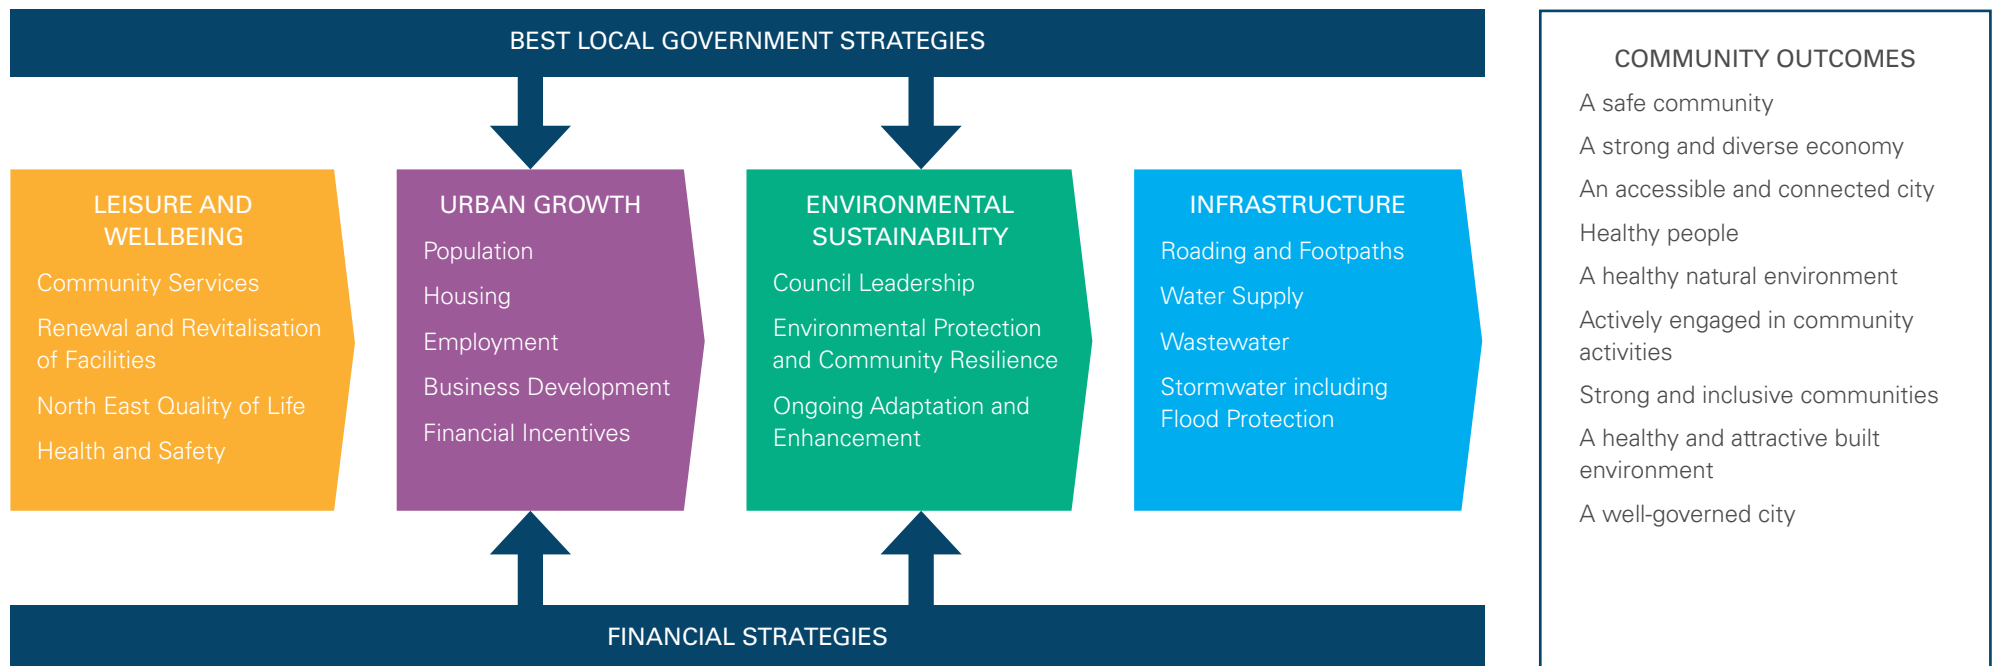 BEST LOCAL GOVERNMENT STRATEGIES
LEISURE AND
WELLBEING
Community Services
Renewal and Revitalisation
of Facilities
North East Quality of Life
Health and Safety
URBAN GROWTH
Population
Housing
Employment
Business Development
Financial Incentives
ENVIRONMENTAL
SUSTAINABILITY
Council Leadership
Environmental Protection
and Community Resilience
Ongoing Adaptation and
Enhancement
INFRASTRUCTURE
Roading and Footpaths
Water Supply
Wastewater
Stormwater including
Flood Protection
FINANCIAL STRATEGIES
COMMUNITY OUTCOMES
A safe community
A strong and diverse economy
An accessible and connected city
Healthy people
A healthy natural environment
Actively engaged in community
activities
Strong and inclusive communities
A healthy and attractive built
environment
A well-governed city